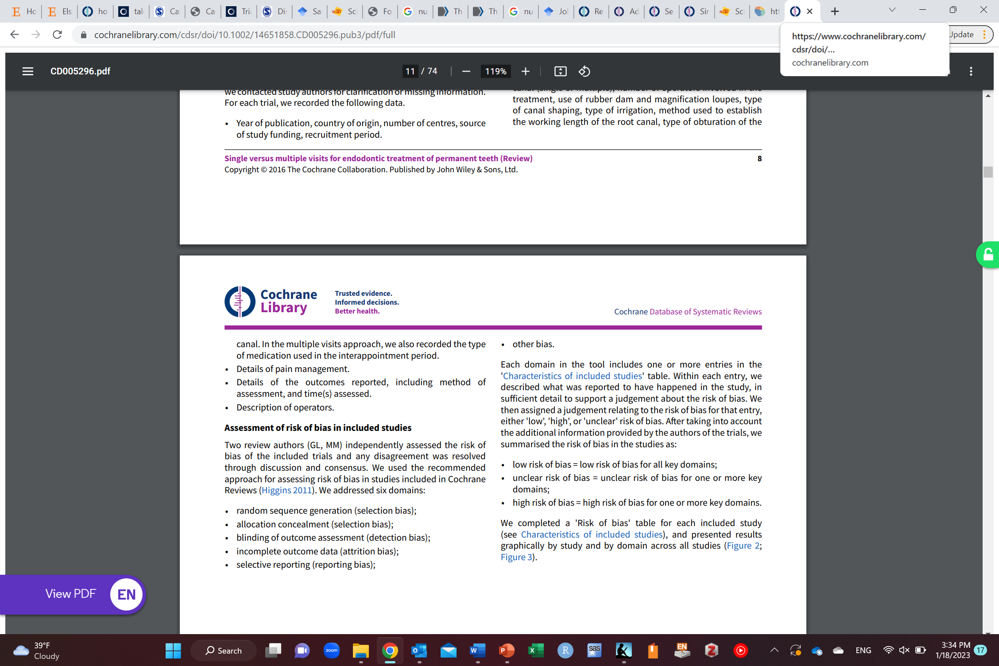 Ho
Els
ho
tal
Ca
Ca
Tri
Di
Sa
Sci
Fo
nu
Th
Th
nu
Jol
Re
Ad
Se
Sir
Sci
htt
cochranelibrary.com/cdsr/doi/10.1002/14651858.CD005296.pub3/pdf/full
https://www.cochranelibrary.com/
cdsr/doi/...
cochranelibrary.com
Update
CD005296.pdf
11 / 74
119%
we contacted study authors for clarification or missing information.
For each trial, we recorded the following data.
• Year of publication, country of origin, number of centres, source
of study funding, recruitment period.
treatment, use of rubber dam and magnification loupes, type
of canal shaping, type of irrigation, method used to establish
the working length of the root canal, type of obturation of the
Single versus multiple visits for endodontic treatment of permanent teeth (Review)
8
Copyright © 2016 The Cochrane Collaboration. Published by John Wiley & Sons, Ltd.
Cochrane
Library
Trusted evidence.
Informed decisions.
Better health.
Cochrane Database of Systematic Reviews
canal. In the multiple visits approach, we also recorded the type
of medication used in the interappointment period.
• Details of pain management.
• Details of the outcomes reported, including method of
assessment, and time(s) assessed.
• Description of operators.
Assessment of risk of bias in included studies
Two review authors (GL, MM) independently assessed the risk of
bias of the included trials and any disagreement was resolved
through discussion and consensus. We used the recommended
approach for assessing risk of bias in studies included in Cochrane
Reviews (Higgins 2011). We addressed six domains:
• random sequence generation (selection bias);
• allocation concealment (selection bias);
• blinding of outcome assessment (detection bias);
• incomplete outcome data (attrition bias);
• selective reporting (reporting bias);
• other bias.
Each domain in the tool includes one or more entries in the
'Characteristics of included studies' table. Within each entry, we
described what was reported to have happened in the study, in
sufficient detail to support a judgement about the risk of bias. We
then assigned a judgement relating to the risk of bias for that entry,
either 'low', 'high', or 'unclear' risk of bias. After taking into account
the additional information provided by the authors of the trials, we
summarised the risk of bias in the studies as:
• low risk of bias = low risk of bias for all key domains;
• unclear risk of bias = unclear risk of bias for one or more key
domains;
• high risk of bias = high risk of bias for one or more key domains.
We completed a 'Risk of bias' table for each included study
(see Characteristics of included studies), and presented results
graphically by study and by domain across all studies (Figure 2;
Figure 3).
View PDF
EN
39°F
Cloudy
Search
zoom
sas
EN
ENG
3:34 PM
1/18/2023
17